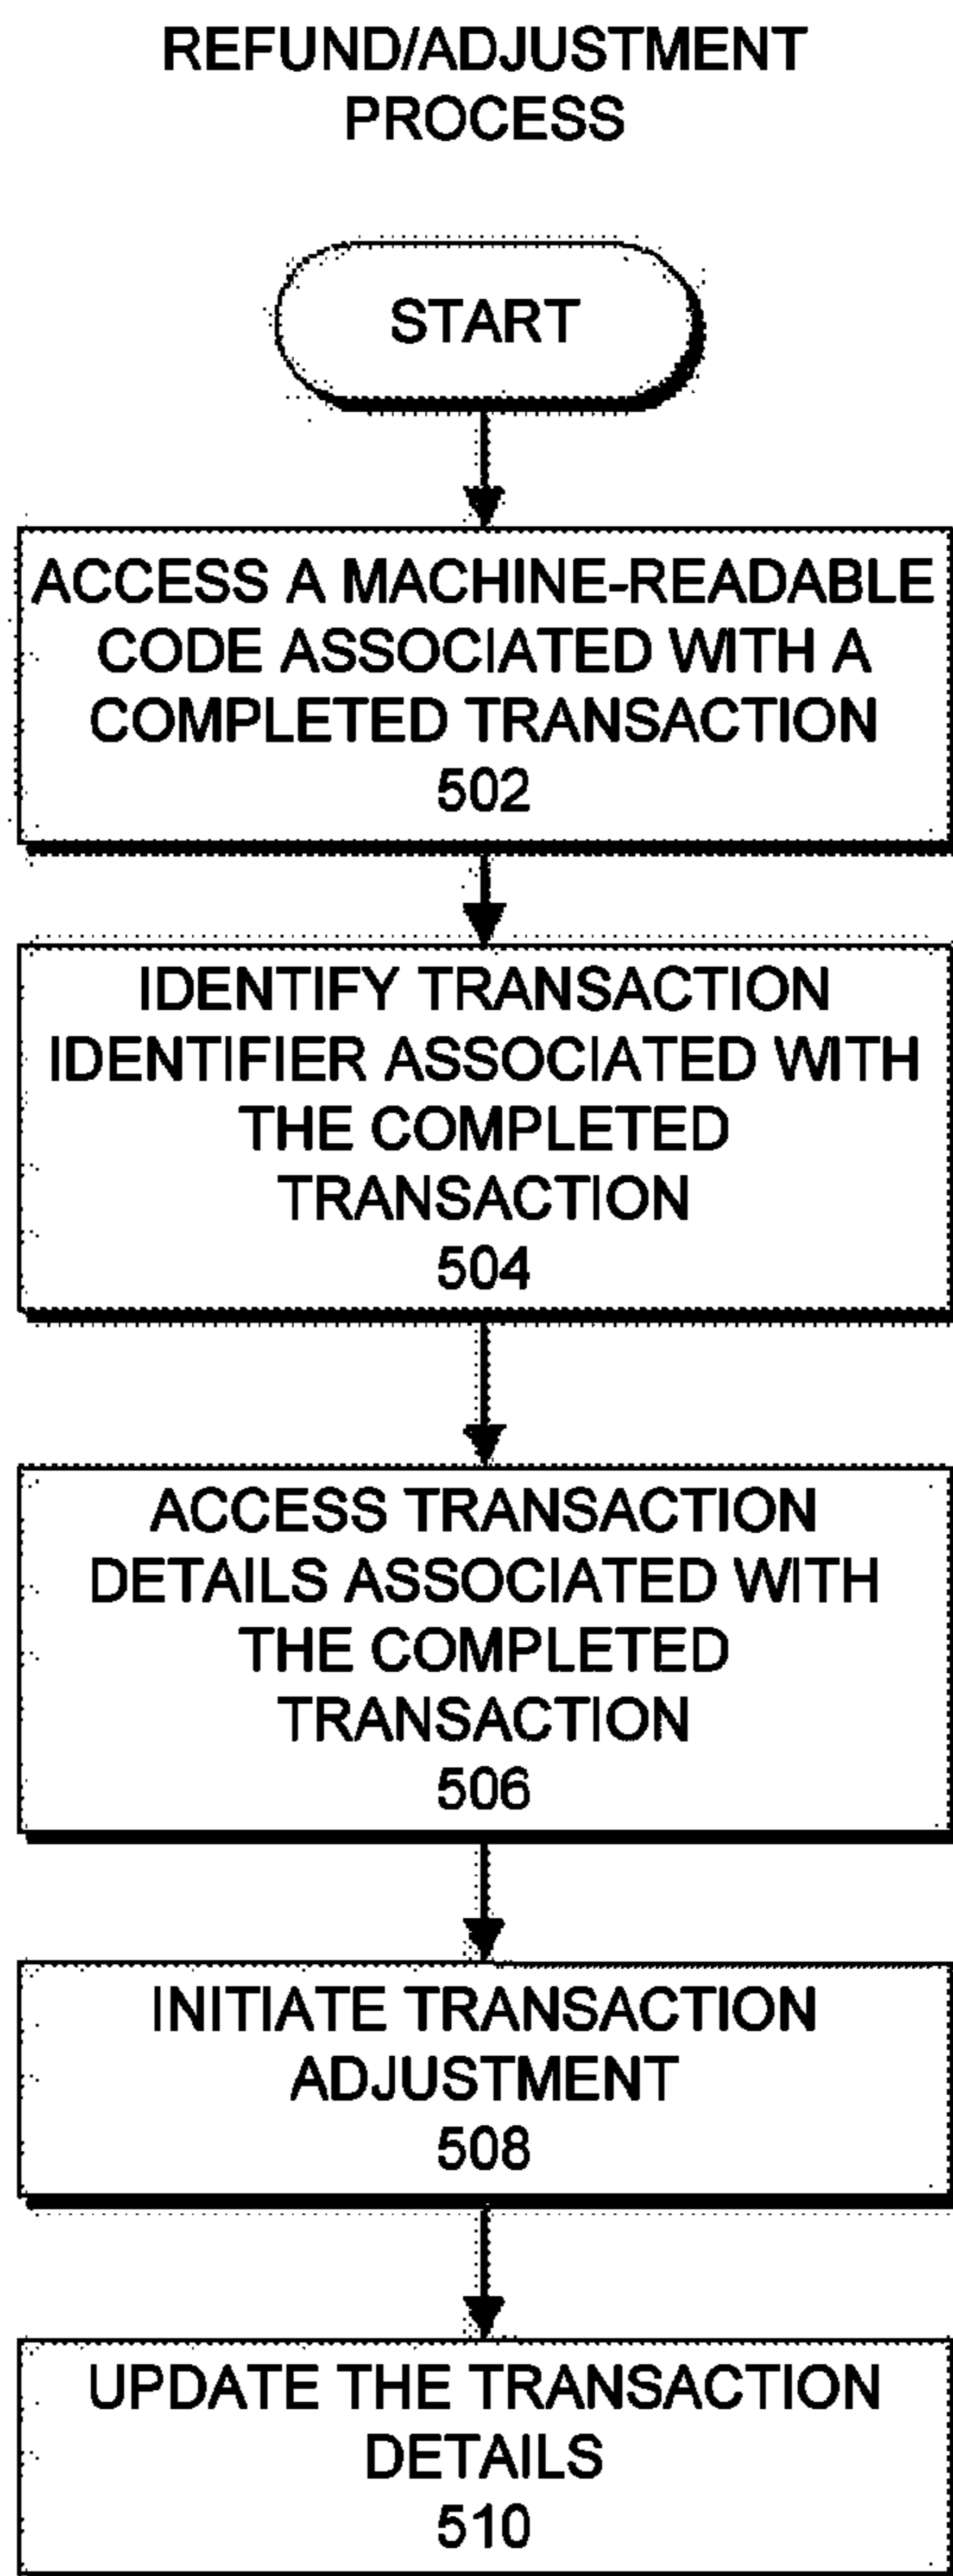 REFUND/ADJUSTMENT
PROCESS
START
ACCESS A MACHINE-READABLE
CODE ASSOCIATED WITH A
COMPLETED TRANSACTION
502
IDENTIFY TRANSACTION
IDENTIFIER ASSOCIATED WITH
THE COMPLETED
TRANSACTION
504
ACCESS TRANSACTION
DETAILS ASSOCIATED WITH
THE COMPLETED
TRANSACTION
506
INITIATE TRANSACTION
ADJUSTMENT
508
UPDATE THE TRANSACTION
DETAILS
510